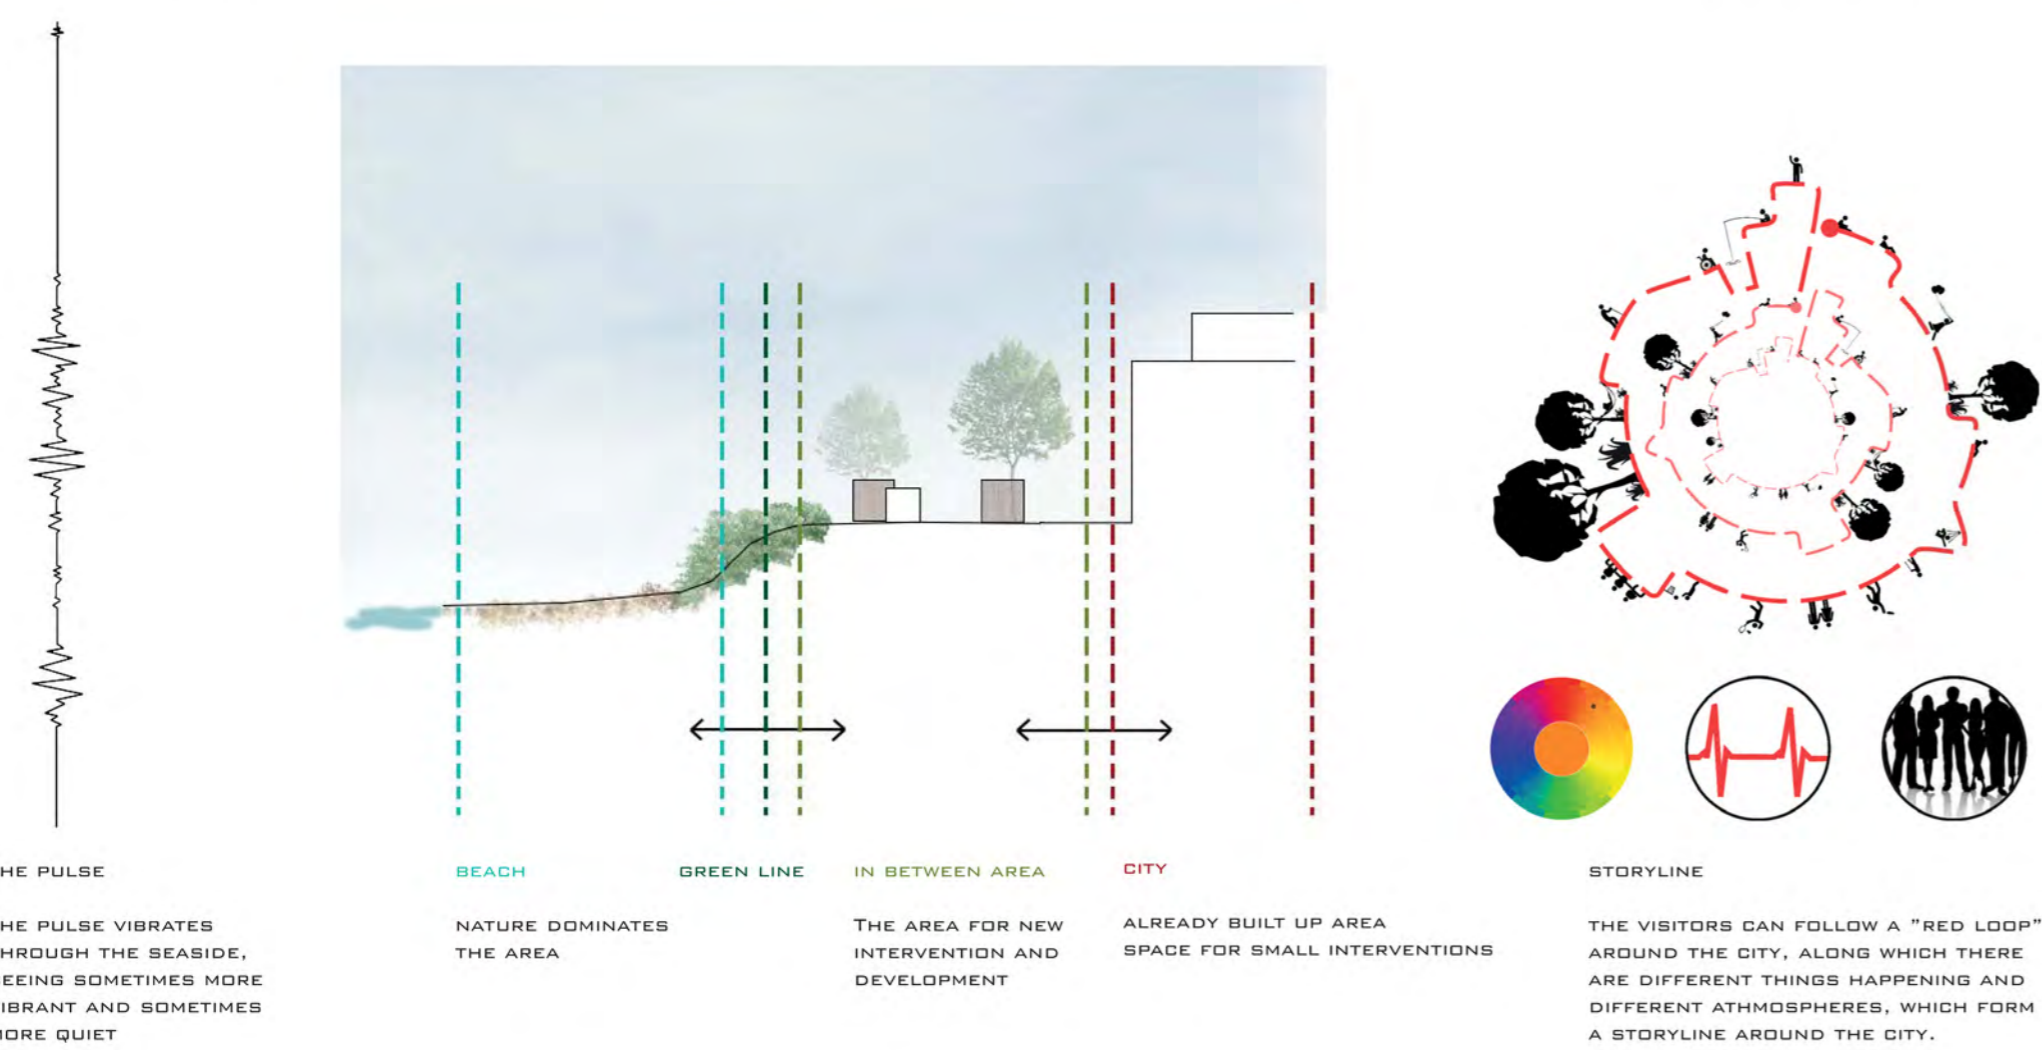 HE PULSE
HE PULSE VIBRATES
HROUGH THE SEASIDE,
EEING SOMETIMES MORE
IBRANT AND SOMETIMES
ORE QUIET
BEACH
NATURE DOMINATES
THE AREA
GREEN LINE
IN BETWEEN AREA
THE AREA FOR NEW
INTERVENTION AND
DEVELOPMENT
CITY
ALREADY BUILT UP AREA
SPACE FOR SMALL INTERVENTIONS
STORYLINE
THE VISITORS CAN FOLLOW A "RED LOOP"
AROUND THE CITY, ALONG WHICH THERE
ARE DIFFERENT THINGS HAPPENING AND
DIFFERENT ATHMOSPHERES, WHICH FORM
A STORYLINE AROUND THE CITY.